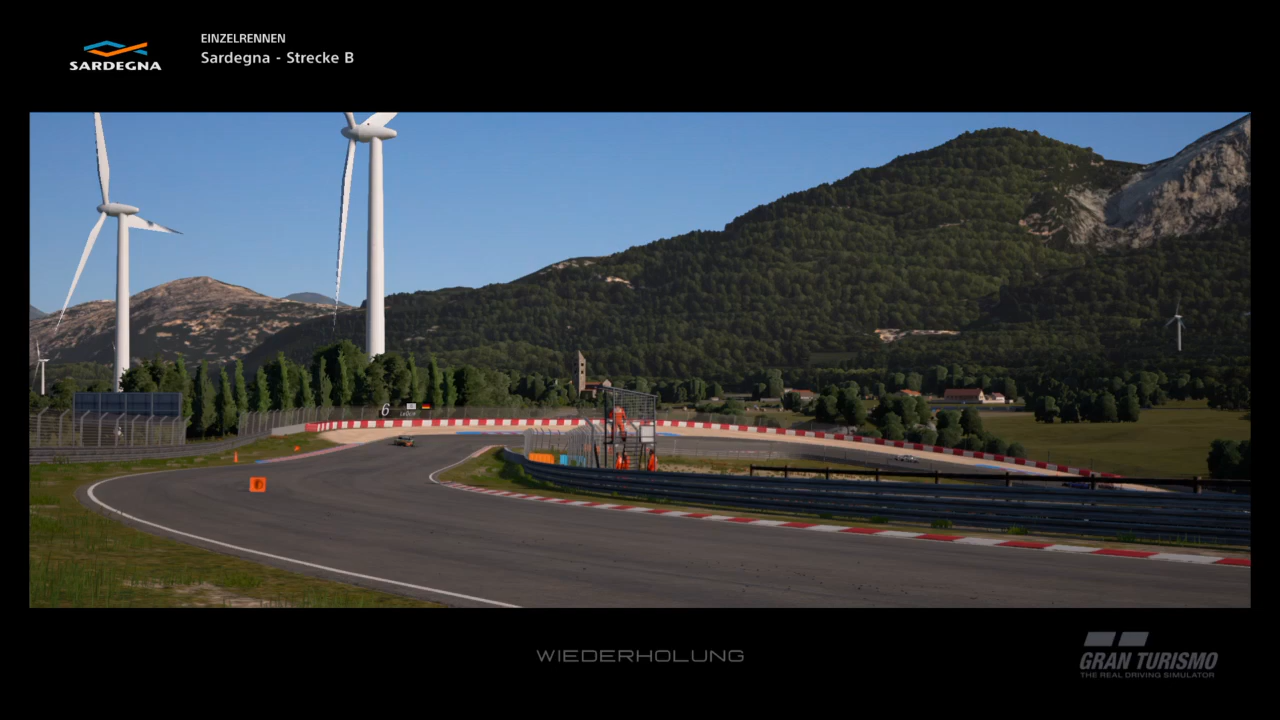 SARDEGNA
EINZELRENNEN
Sardegna - Strecke B
6
WIEDERHOLUNG
GRAN TURISMO
THE REAL DRIVING SIMULATOR